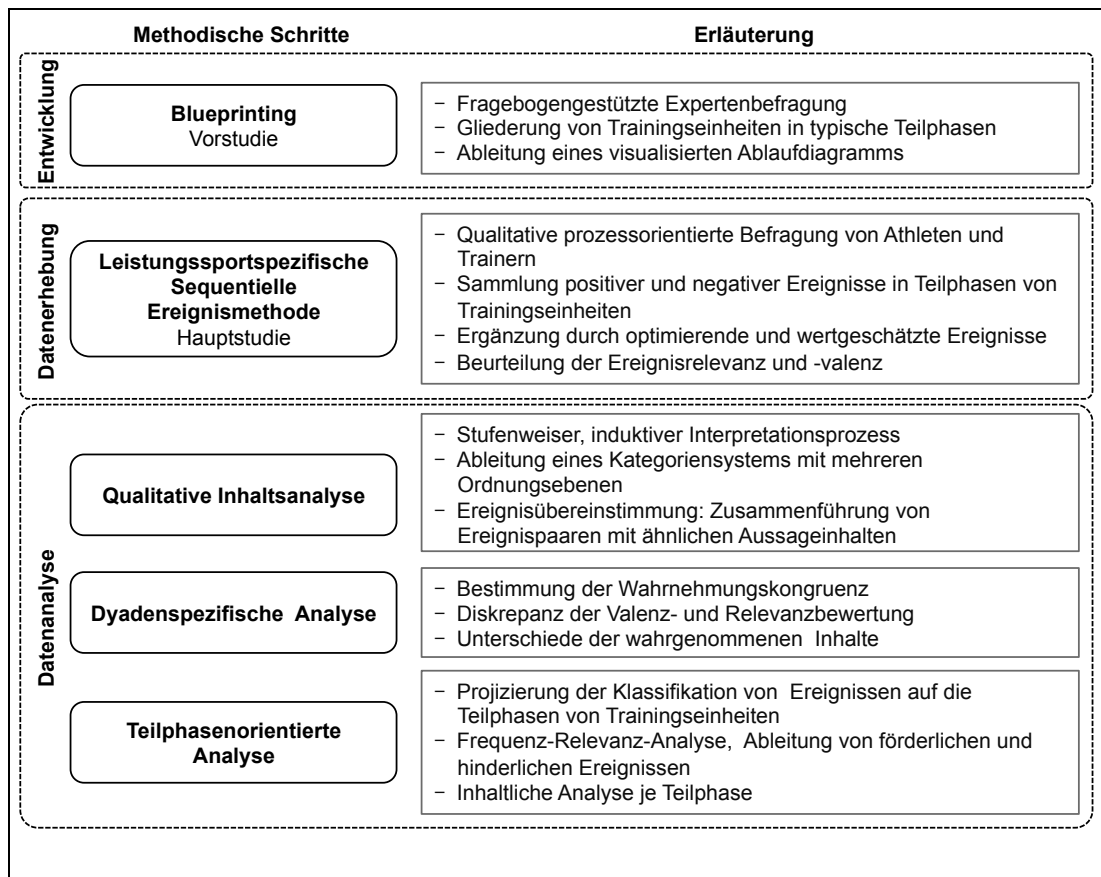 Methodische Schritte
Erläuterung
Entwicklung
Blueprinting
Vorstudie
− Fragebogengestützte Expertenbefragung
− Gliederung von Trainingseinheiten in typische Teilphasen
− Ableitung eines visualisierten Ablaufdiagramms
Datenerhebung
Leistungssportspezifische
Sequentielle
Ereignismethode
Hauptstudie
− Qualitative prozessorientierte Befragung von Athleten und
Trainern
− Sammlung positiver und negativer Ereignisse in Teilphasen von
Trainingseinheiten
− Ergänzung durch optimierende und wertgeschätzte Ereignisse
− Beurteilung der Ereignisrelevanz und -valenz
Datenanalyse
Qualitative Inhaltsanalyse
− Stufenweiser, induktiver Interpretationsprozess
− Ableitung eines Kategoriensystems mit mehreren
Ordnungsebenen
− Ereignisübereinstimmung: Zusammenführung von
Ereignispaaren mit ähnlichen Aussageinhalten
Dyadenspezifische Analyse
− Bestimmung der Wahrnehmungskongruenz
− Diskrepanz der Valenz- und Relevanzbewertung
− Unterschiede der wahrgenommenen Inhalte
Teilphasenorientierte
Analyse
− Projizierung der Klassifikation von Ereignissen auf die
Teilphasen von Trainingseinheiten
− Frequenz-Relevanz-Analyse, Ableitung von förderlichen und
hinderlichen Ereignissen
− Inhaltliche Analyse je Teilphase